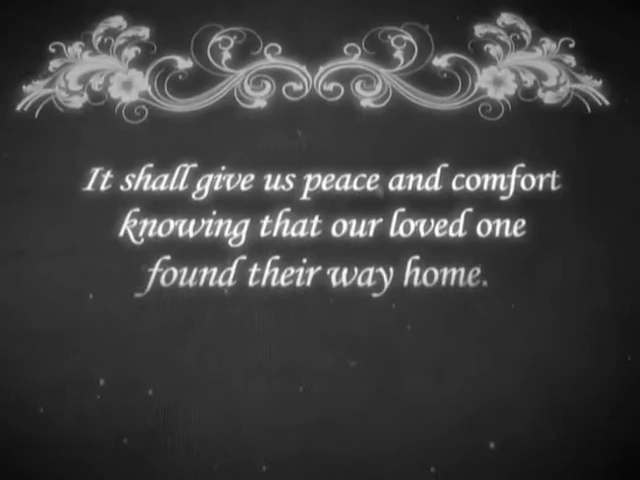 It shall give us peace and comfort
knowing that our loved one
found their way home.